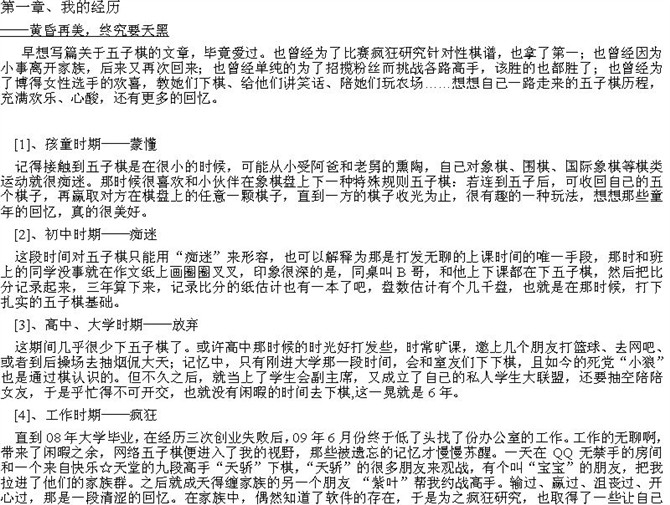 第一章、我的经历
——黄昏再美，终究要天黑
早想写篇关于五子棋的文章，毕竟爱过。也曾经为了比赛疯狂研究针对性棋谱，也拿了第一；也曾经因为
小事离开家族，后来又再次回来；也曾经单纯的为了招揽粉丝而挑战各路高手，该胜的也都胜了；也曾经为
了博得女性选手的欢喜，教她们下棋、给他们讲笑话、陪她们玩农场……想想自己一路走来的五子棋历程，
充满欢乐、心酸，还有更多的回忆。
[1]、孩童时期——蒙懂
记得接触到五子棋是在很小的时候，可能从小受阿爸和老舅的熏陶，自己对象棋、围棋、国际象棋等棋类
运动就很痴迷。那时候很喜欢和小伙伴在象棋盘上下一种特殊规则五子棋：若连到五子后，可收回自己的五
个棋子，再赢取对方在棋盘上的任意一颗棋子，直到一方的棋子收光为止，很有趣的一种玩法，想想那些童
年的回忆，真的很美好。
[2]、初中时期——痴迷
这段时间对五子棋只能用“痴迷”来形容，也可以解释为那是打发无聊的上课时间的唯一手段，那时和班
上的同学没事就在作文纸上画圈圈叉叉，印象很深的是，同桌叫 B 哥，和他上下课都在下五子棋，然后把比
分记录起来，三年算下来，记录比分的纸估计也有一本了吧，盘数估计有个几千盘，也就是在那时候，打下
扎实的五子棋基础。
[3]、高中、大学时期——放弃
这期间几乎很少下五子棋了。或许高中那时候的时光好打发些，时常旷课，邀上几个朋友打篮球、去网吧、
或者到后操场去抽烟侃大天；记忆中，只有刚进大学那一段时间，会和室友们下下棋，且如今的死党“小狼”
也是通过棋认识的。但不久之后，就当上了学生会副主席，又成立了自己的私人学生大联盟，还要抽空陪陪
女友，于是乎忙得不可开交，也就没有闲暇的时间去下棋,这一晃就是 6 年。
[4]、工作时期——疯狂
直到 08 年大学毕业，在经历三次创业失败后，09 年 6 月份终于低了头找了份办公室的工作。工作的无聊啊，
带来了闲暇之余，网络五子棋便进入了我的视野，那些被遗忘的记忆才慢慢苏醒。一天在 QQ 无禁手的房间
和一个来自快乐☆天堂的九段高手“天骄”下棋，“天骄”的很多朋友来观战，有个叫“宝宝”的朋友，把我
拉进了他们的家族群。之后就成天得缠家族的另一个朋友 “紫叶”帮我约战高手。输过、赢过、沮丧过、开
心过，那是一段清涩的回忆。在家族中，偶然知道了软件的存在，于是为之疯狂研究，也取得了一些让自己